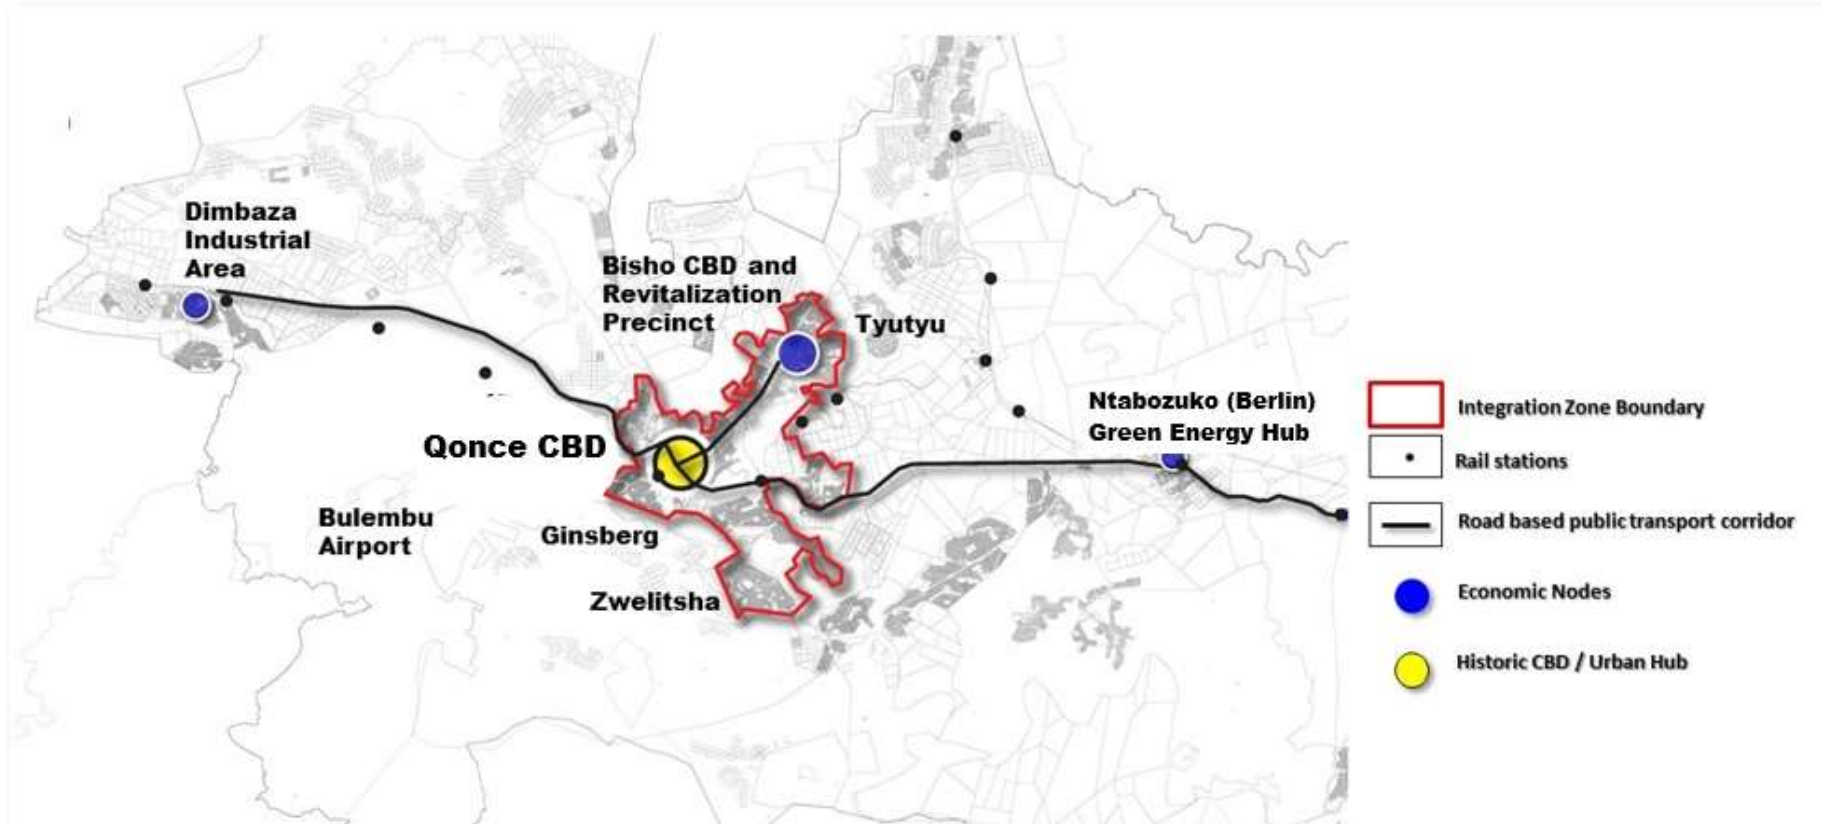 Dimbaza
Industrial
Area
Bisho CBD and
Revitalization
Precinct
Tyutyu
Ntabozuko (Berlin)
Green Energy Hub
Qonce CBD
Bulembu
Airport
Ginsberg
Zwelitsha
Integration Zone Boundary
Rail stations
Road based public transport corridor
Economic Nodes
Historic CBD / Urban Hub